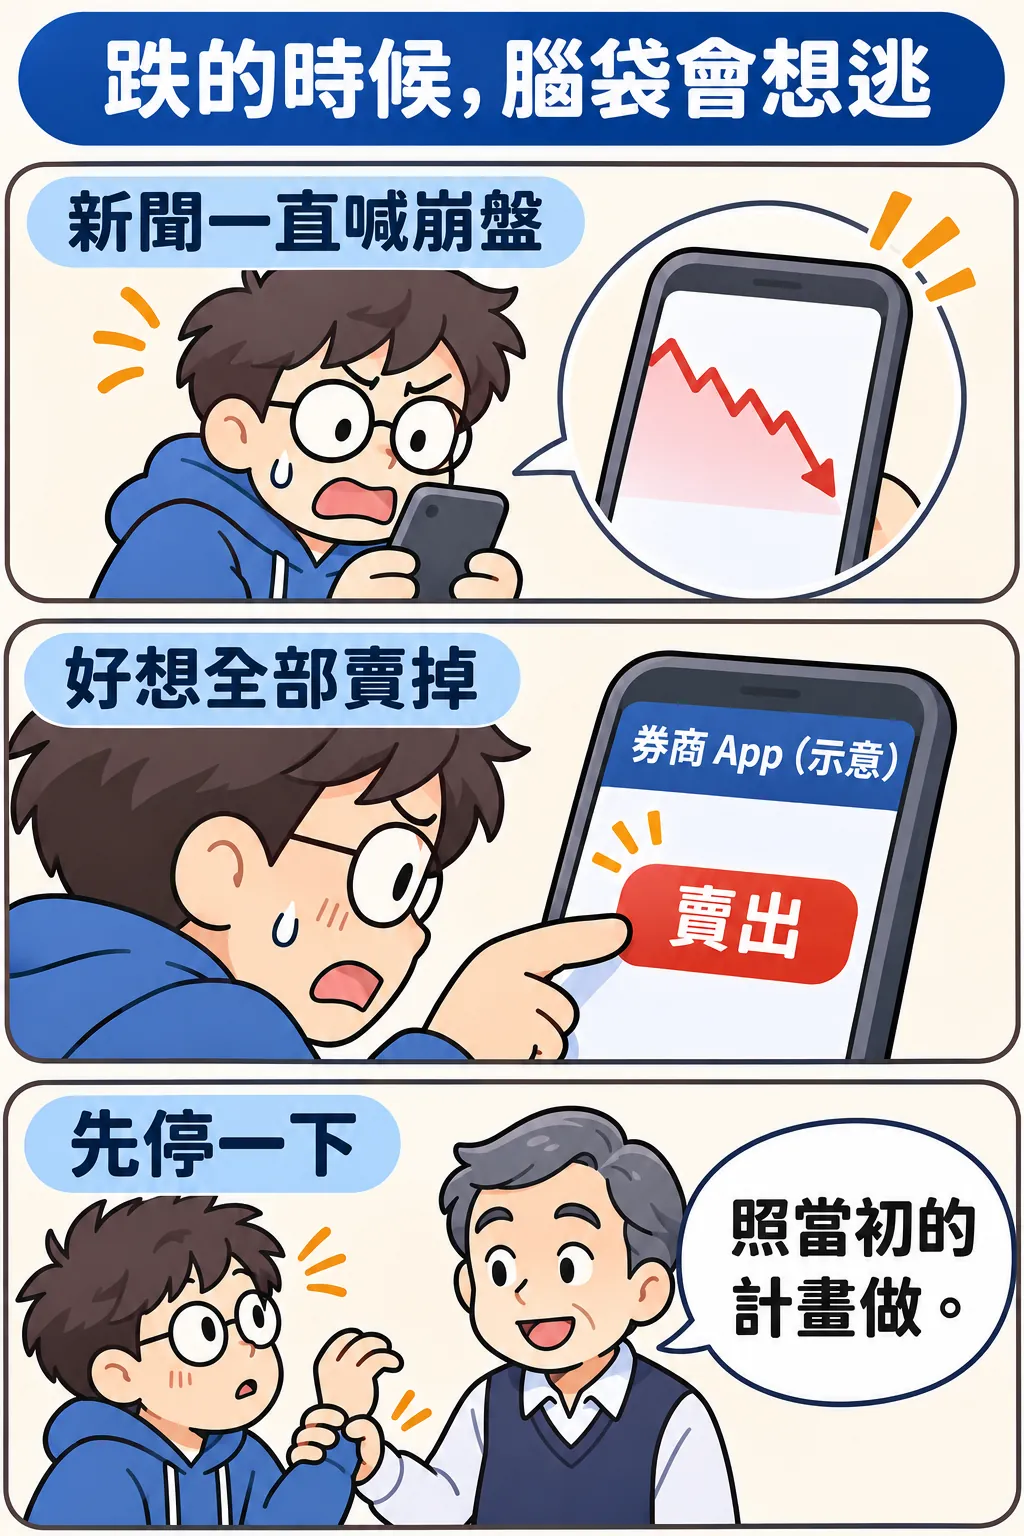 跌的時候，腦袋會想逃
新聞一直喊崩盤
好想全部賣掉
券商 App（示意）
賣出
先停一下
照當初的
計畫做。